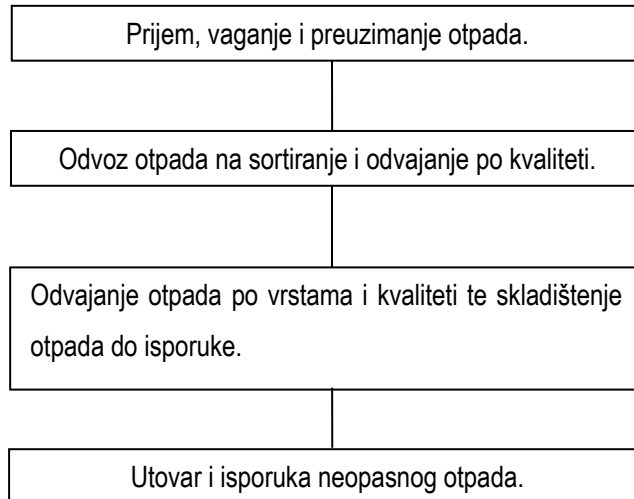 Prijem, vaganje i preuzimanje otpada.
Odvoz otpada na sortiranje i odvajanje po kvaliteti.
Odvajanje otpada po vrstama i kvaliteti te skladištenje
otpada do isporuke.
Utovar i isporuka neopasnog otpada.